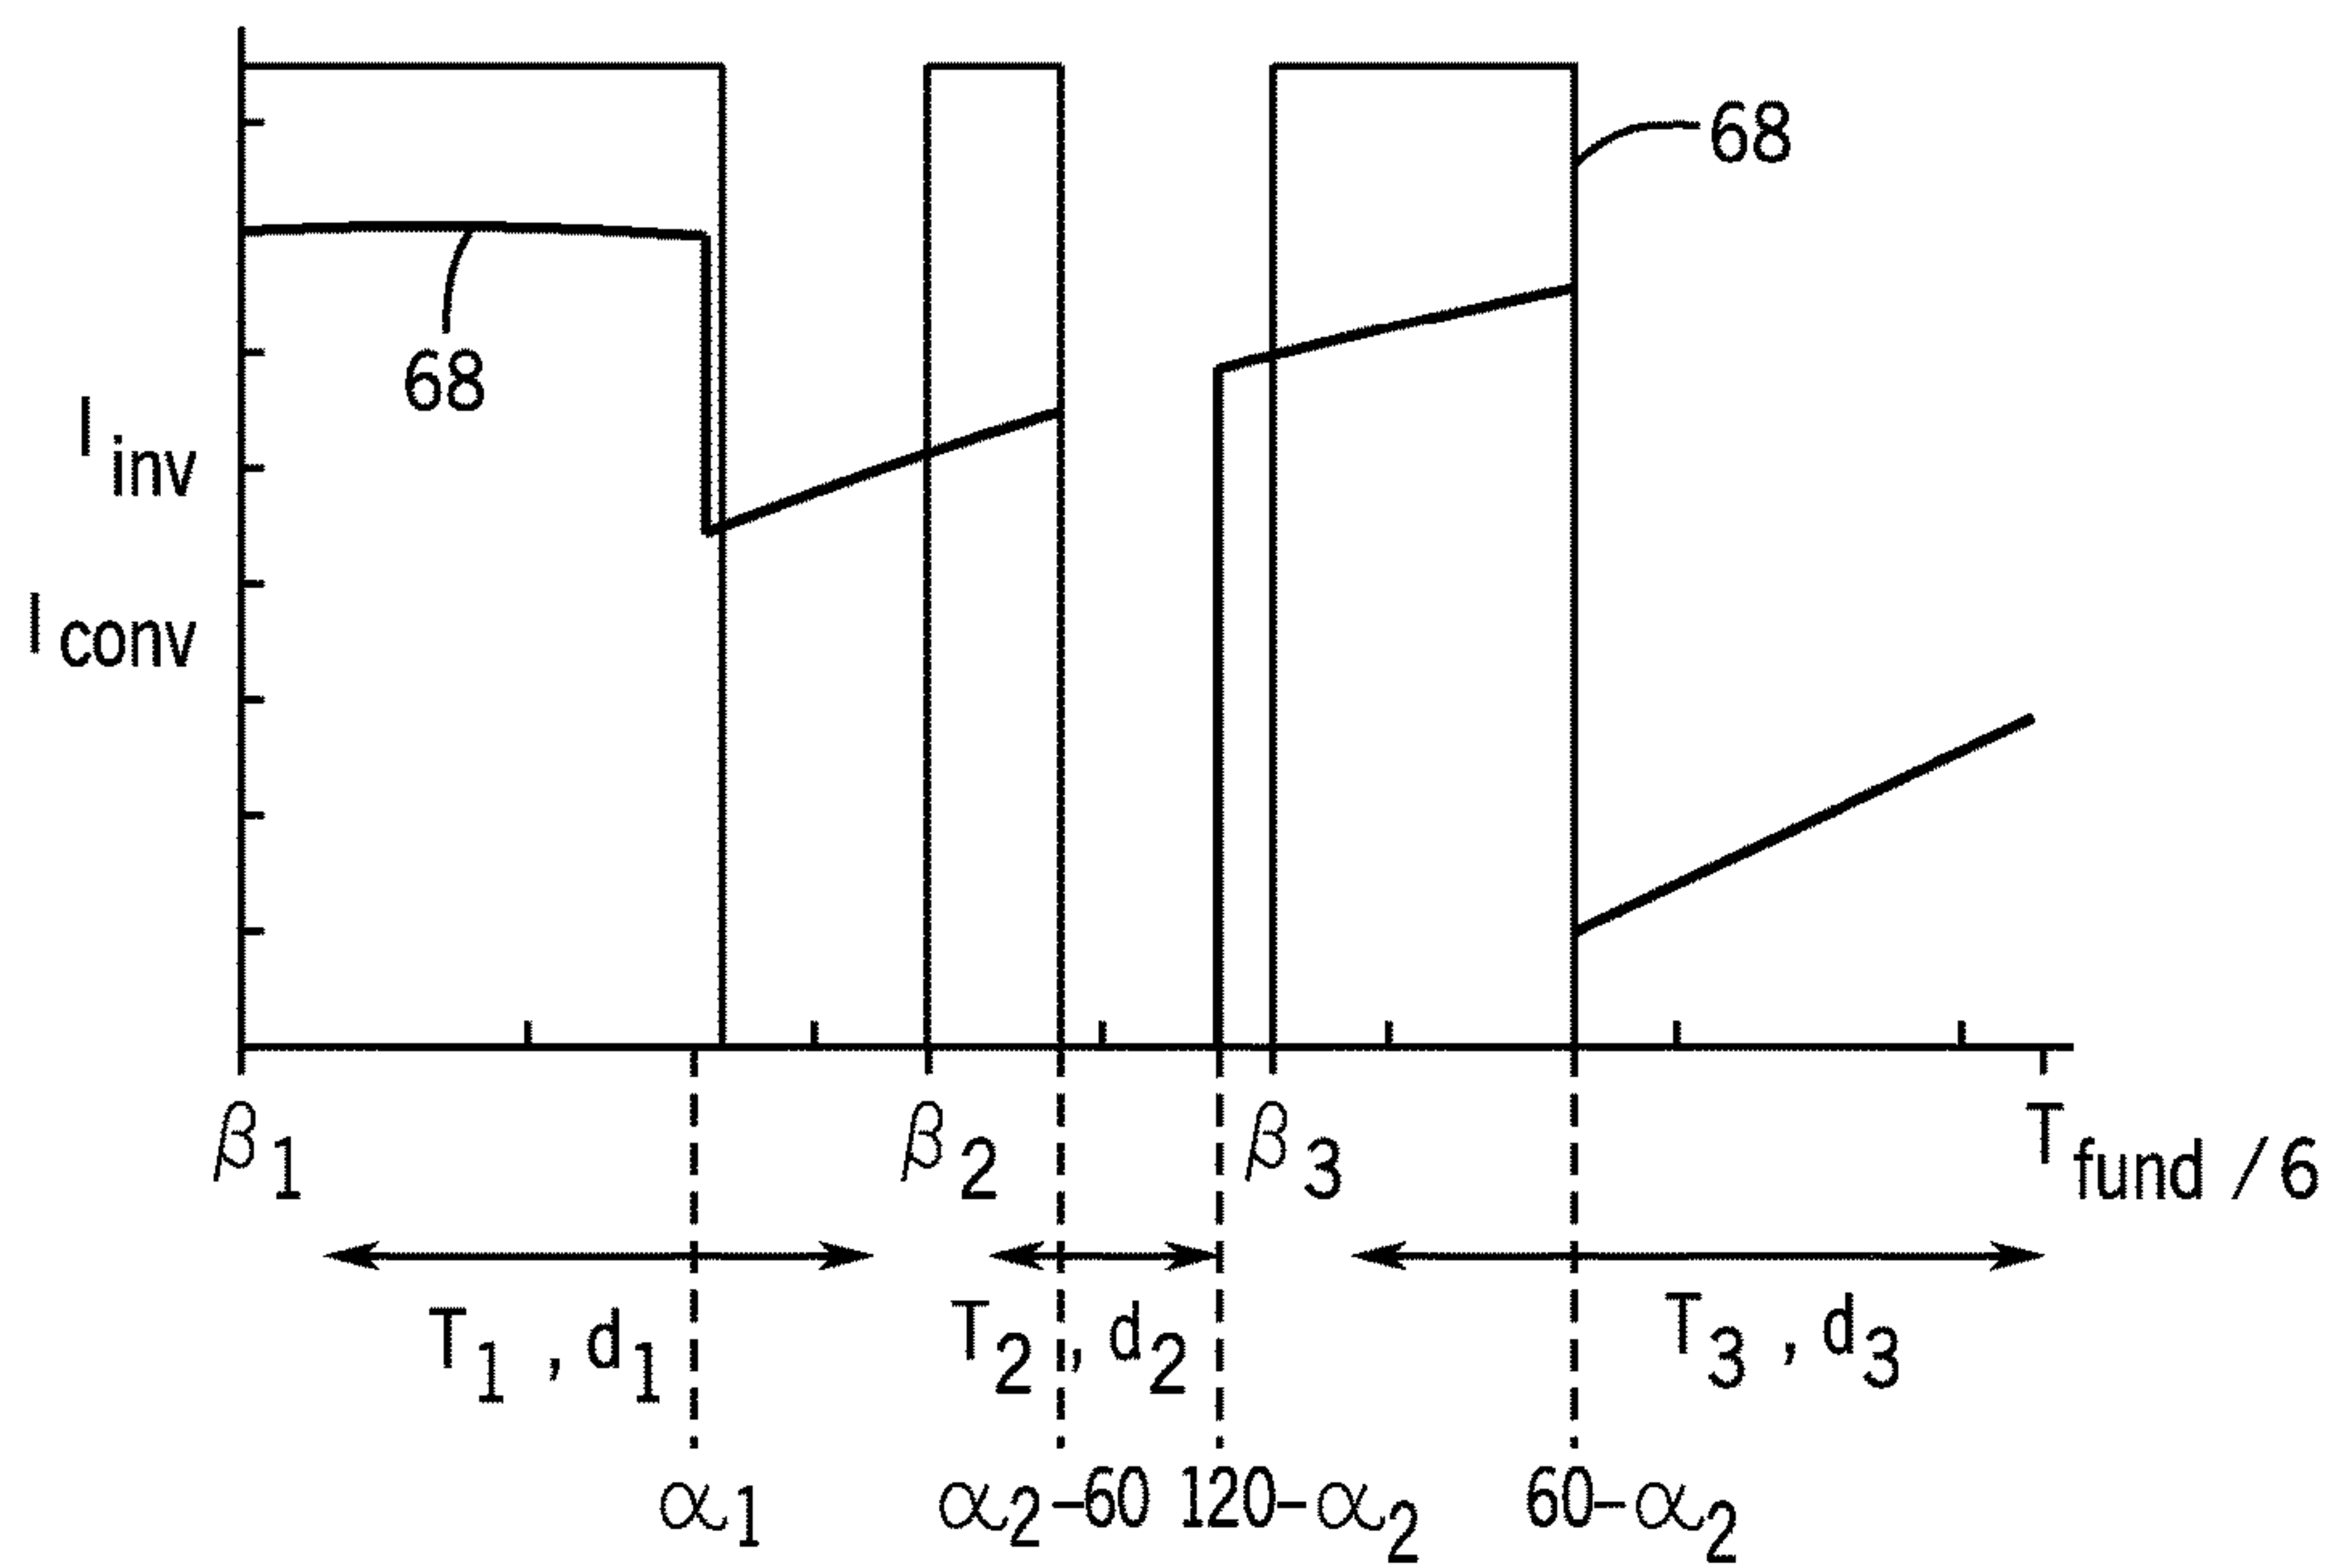 68
68
I inv
I conv
β1 β2 β3 Tfund/6
T1,d1 T2,d2 T3,d3
α1 α2-60 120-α2 60-α2